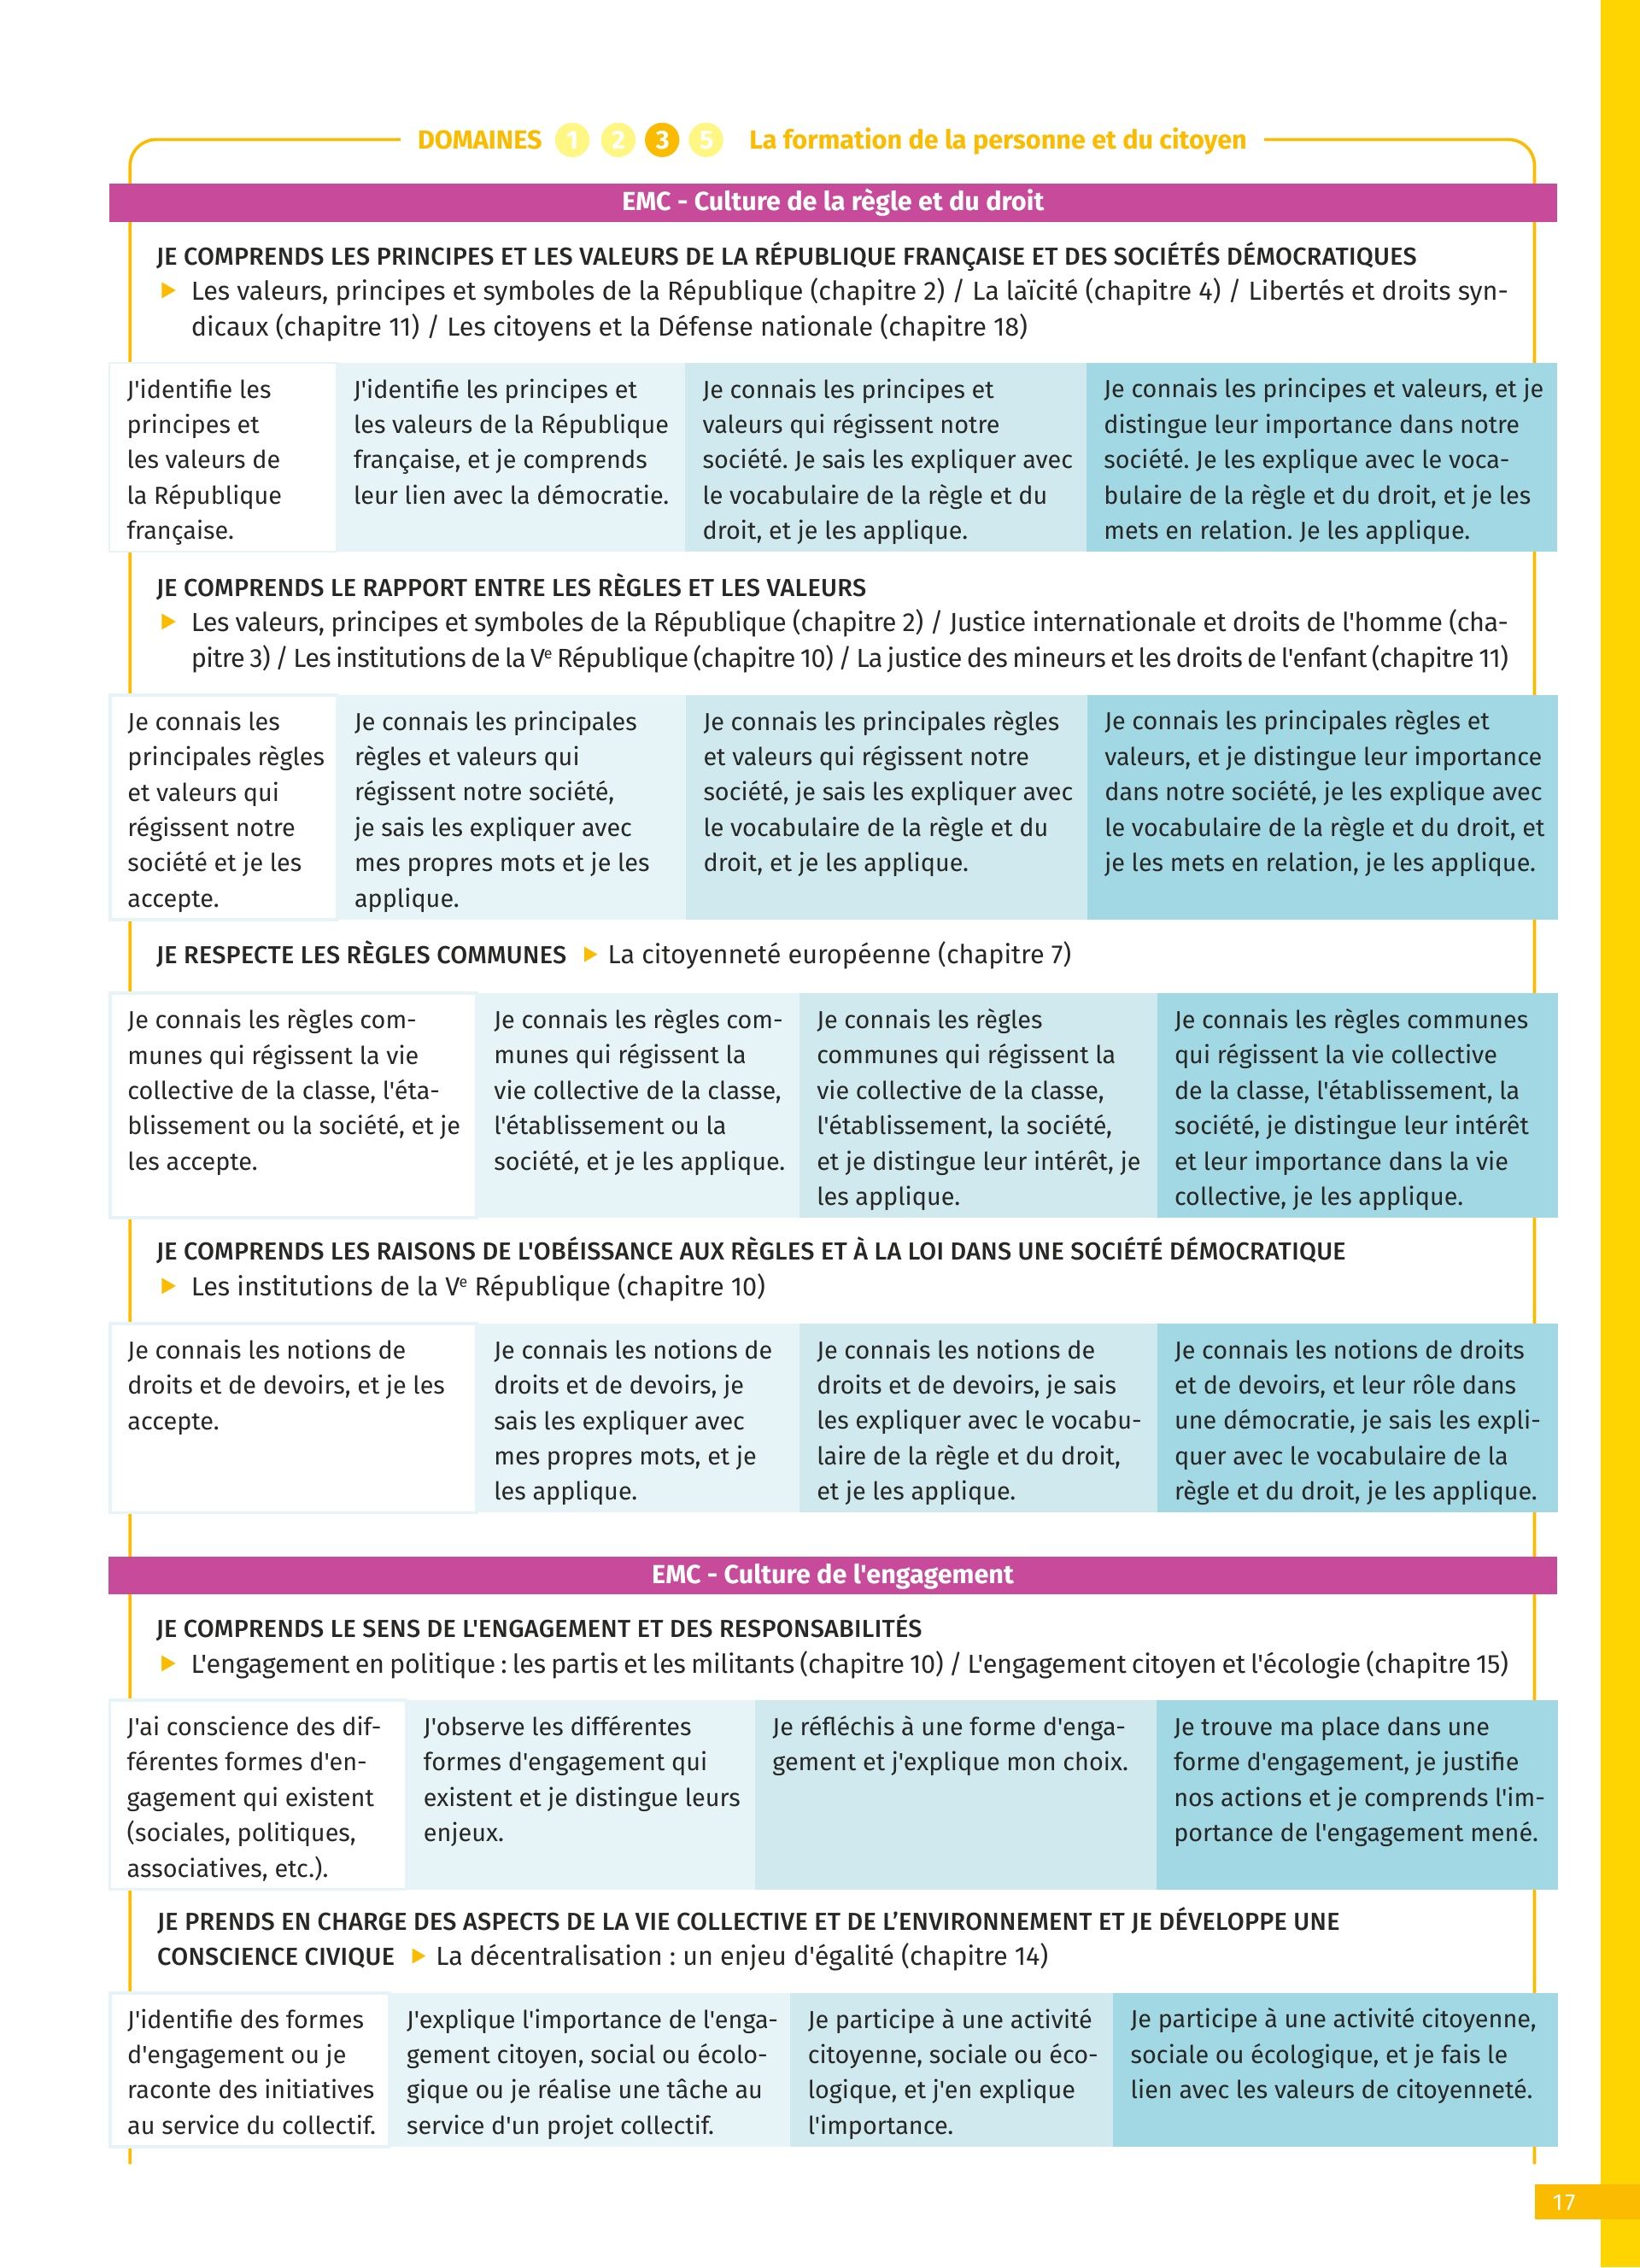 DOMAINES 1 2 3 5 La formation de la personne et du citoyen
EMC - Culture de la règle et du droit
JE COMPRENDS LES PRINCIPES ET LES VALEURS DE LA RÉPUBLIQUE FRANÇAISE ET DES SOCIÉTÉS DÉMOCRATIQUES
▶ Les valeurs, principes et symboles de la République (chapitre 2) / La laïcité (chapitre 4) / Libertés et droits syn-
dicaux (chapitre 11) / Les citoyens et la Défense nationale (chapitre 18)
J'identifie les
principes et
les valeurs de
la République
française.
J'identifie les principes et
les valeurs de la République
française, et je comprends
leur lien avec la démocratie.
Je connais les principes et
valeurs qui régissent notre
société. Je sais les expliquer avec
le vocabulaire de la règle et du
droit, et je les applique.
Je connais les principes et valeurs, et je
distingue leur importance dans notre
société. Je les explique avec le voca-
bulaire de la règle et du droit, et je les
mets en relation. Je les applique.
JE COMPRENDS LE RAPPORT ENTRE LES RÈGLES ET LES VALEURS
▶ Les valeurs, principes et symboles de la République (chapitre 2) / Justice internationale et droits de l'homme (cha-
pitre 3) / Les institutions de la Ve République (chapitre 10) / La justice des mineurs et les droits de l'enfant (chapitre 11)
Je connais les
principales règles
et valeurs qui
régissent notre
société et je les
accepte.
Je connais les principales
règles et valeurs qui
régissent notre société,
je sais les expliquer avec
mes propres mots et je les
applique.
Je connais les principales règles
et valeurs qui régissent notre
société, je sais les expliquer avec
le vocabulaire de la règle et du
droit, et je les applique.
Je connais les principales règles et
valeurs, et je distingue leur importance
dans notre société, je les explique avec
le vocabulaire de la règle et du droit, et
je les mets en relation, je les applique.
JE RESPECTE LES RÈGLES COMMUNES ▶ La citoyenneté européenne (chapitre 7)
Je connais les règles com-
munes qui régissent la vie
collective de la classe, l'éta-
blissement ou la société, et je
les accepte.
Je connais les règles com-
munes qui régissent la
vie collective de la classe,
l'établissement ou la
société, et je les applique.
Je connais les règles
communes qui régissent la
vie collective de la classe,
l'établissement, la société,
et je distingue leur intérêt, je
les applique.
Je connais les règles communes
qui régissent la vie collective
de la classe, l'établissement, la
société, je distingue leur intérêt
et leur importance dans la vie
collective, je les applique.
JE COMPRENDS LES RAISONS DE L'OBÉISSANCE AUX RÈGLES ET À LA LOI DANS UNE SOCIÉTÉ DÉMOCRATIQUE
▶ Les institutions de la Ve République (chapitre 10)
Je connais les notions de
droits et de devoirs, et je les
accepte.
Je connais les notions de
droits et de devoirs, je
sais les expliquer avec
mes propres mots, et je
les applique.
Je connais les notions de
droits et de devoirs, je sais
les expliquer avec le vocabu-
laire de la règle et du droit,
et je les applique.
Je connais les notions de droits
et de devoirs, et leur rôle dans
une démocratie, je sais les expli-
quer avec le vocabulaire de la
règle et du droit, je les applique.
EMC - Culture de l'engagement
JE COMPRENDS LE SENS DE L'ENGAGEMENT ET DES RESPONSABILITÉS
▶ L'engagement en politique : les partis et les militants (chapitre 10) / L'engagement citoyen et l'écologie (chapitre 15)
J'ai conscience des dif-
férentes formes d'en-
gagement qui existent
(sociales, politiques,
associatives, etc.).
J'observe les différentes
formes d'engagement qui
existent et je distingue leurs
enjeux.
Je réfléchis à une forme d'enga-
gement et j'explique mon choix.
Je trouve ma place dans une
forme d'engagement, je justifie
nos actions et je comprends l'im-
portance de l'engagement mené.
JE PRENDS EN CHARGE DES ASPECTS DE LA VIE COLLECTIVE ET DE L’ENVIRONNEMENT ET JE DÉVELOPPE UNE
CONSCIENCE CIVIQUE ▶ La décentralisation : un enjeu d'égalité (chapitre 14)
J'identifie des formes
d'engagement ou je
raconte des initiatives
au service du collectif.
J'explique l'importance de l'enga-
gement citoyen, social ou écolo-
gique ou je réalise une tâche au
service d'un projet collectif.
Je participe à une activité
citoyenne, sociale ou éco-
logique, et j'en explique
l'importance.
Je participe à une activité citoyenne,
sociale ou écologique, et je fais le
lien avec les valeurs de citoyenneté.
17